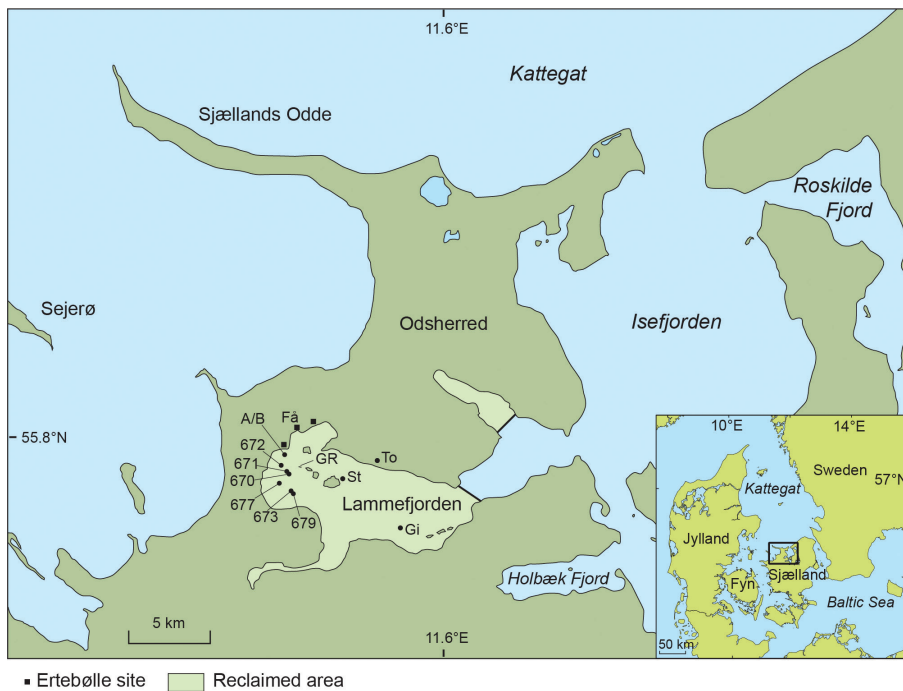 11.6°E
Kattegat
Sjællands Odde
Roskilde
Fjord
Sejerø
Isefjorden
Odsherred
A/B
Få
55.8°N
672
GR
To
671
670
St
677
Lammefjorden
673
679
Gi
Holbæk Fjord
5 km
11.6°E
10°E
14°E
Sweden
57°N
Kattegat
Jylland
Fyn
Sjælland
Baltic Sea
50 km
Ertebølle site
Reclaimed area